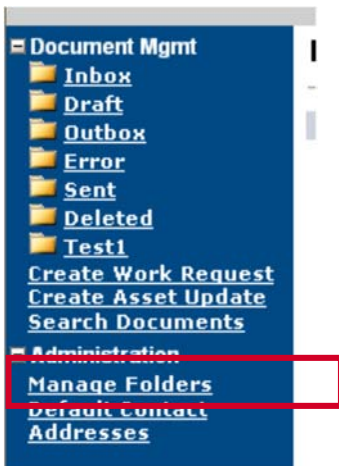 Document Mgmt
Inbox
Draft
Outbox
Error
Sent
Deleted
Test1
Create Work Request
Create Asset Update
Search Documents
Administration
Manage Folders
Default Contact
Addresses